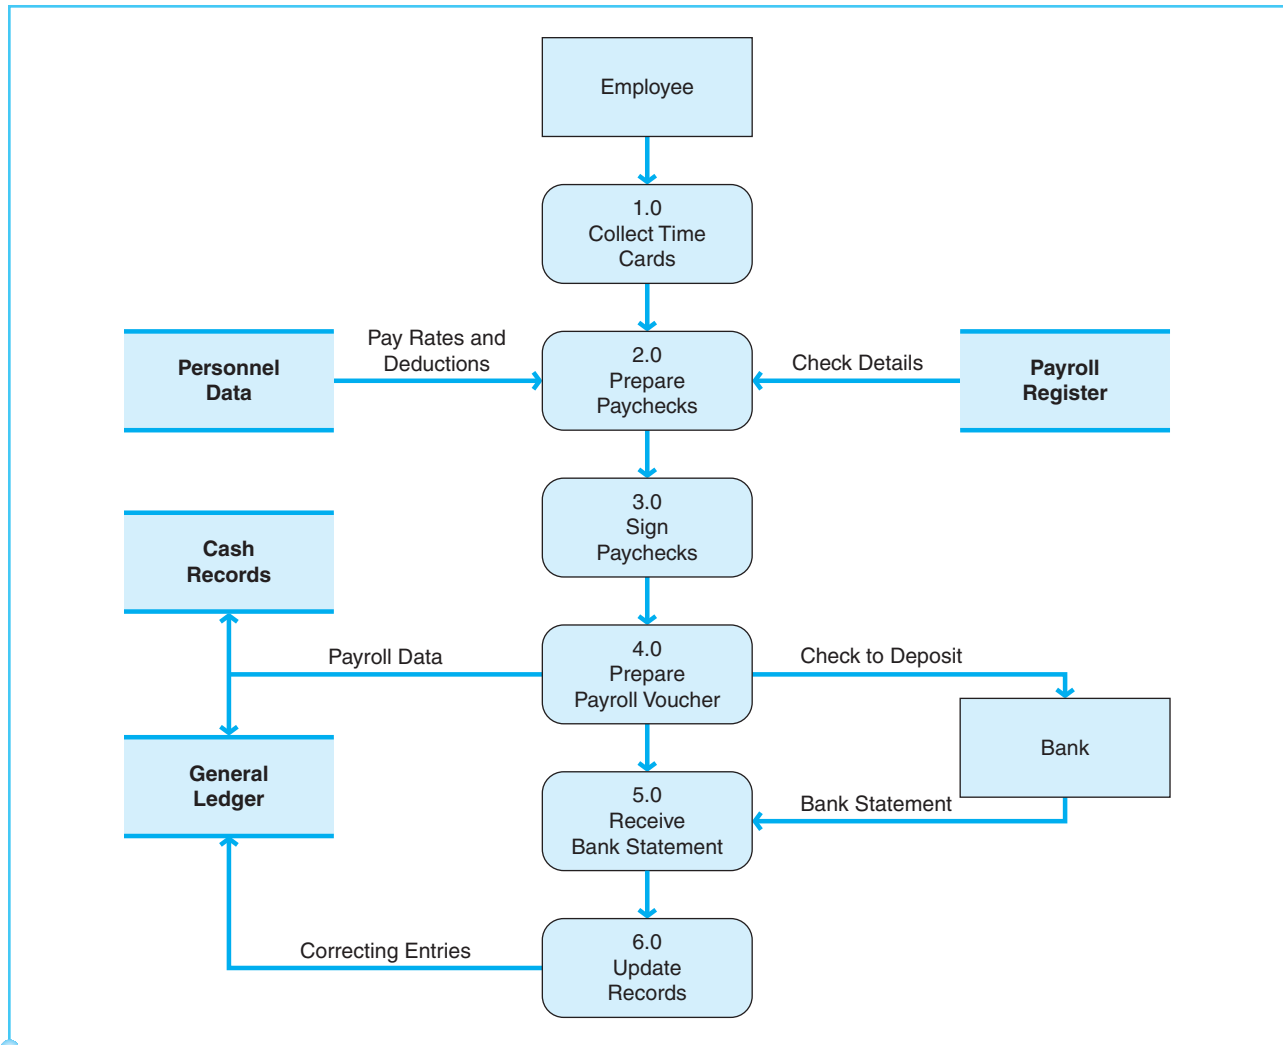 Employee
1.0
Collect Time
Cards
Pay Rates and
Deductions
Personnel
Data
2.0
Prepare
Paychecks
Check Details
Payroll
Register
3.0
Sign
Paychecks
Cash
Records
Payroll Data
4.0
Prepare
Payroll Voucher
Check to Deposit
Bank
General
Ledger
5.0
Receive
Bank Statement
Bank Statement
Correcting Entries
6.0
Update
Records